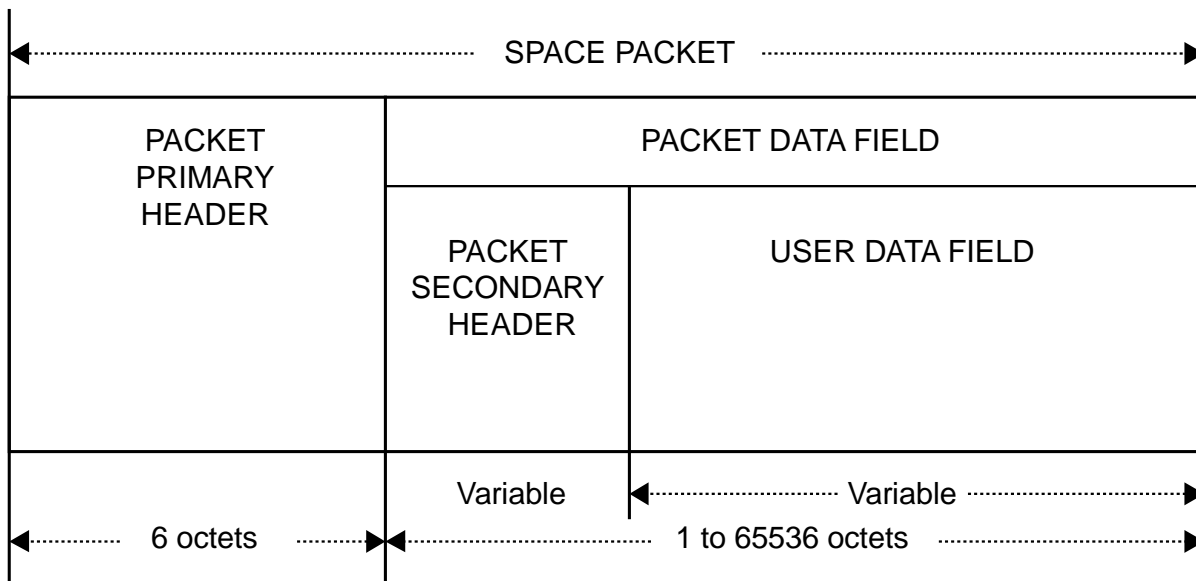 SPACE PACKET
PACKET
PRIMARY
HEADER
PACKET DATA FIELD
PACKET
SECONDARY
HEADER
USER DATA FIELD
Variable
Variable
6 octets
1 to 65536 octets